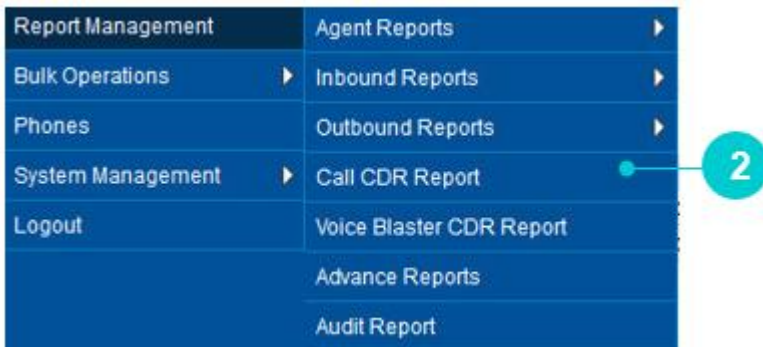 Report Management
Bulk Operations
Phones
System Management
Logout
Agent Reports
Inbound Reports
Outbound Reports
Call CDR Report
Voice Blaster CDR Report
Advance Reports
Audit Report
2